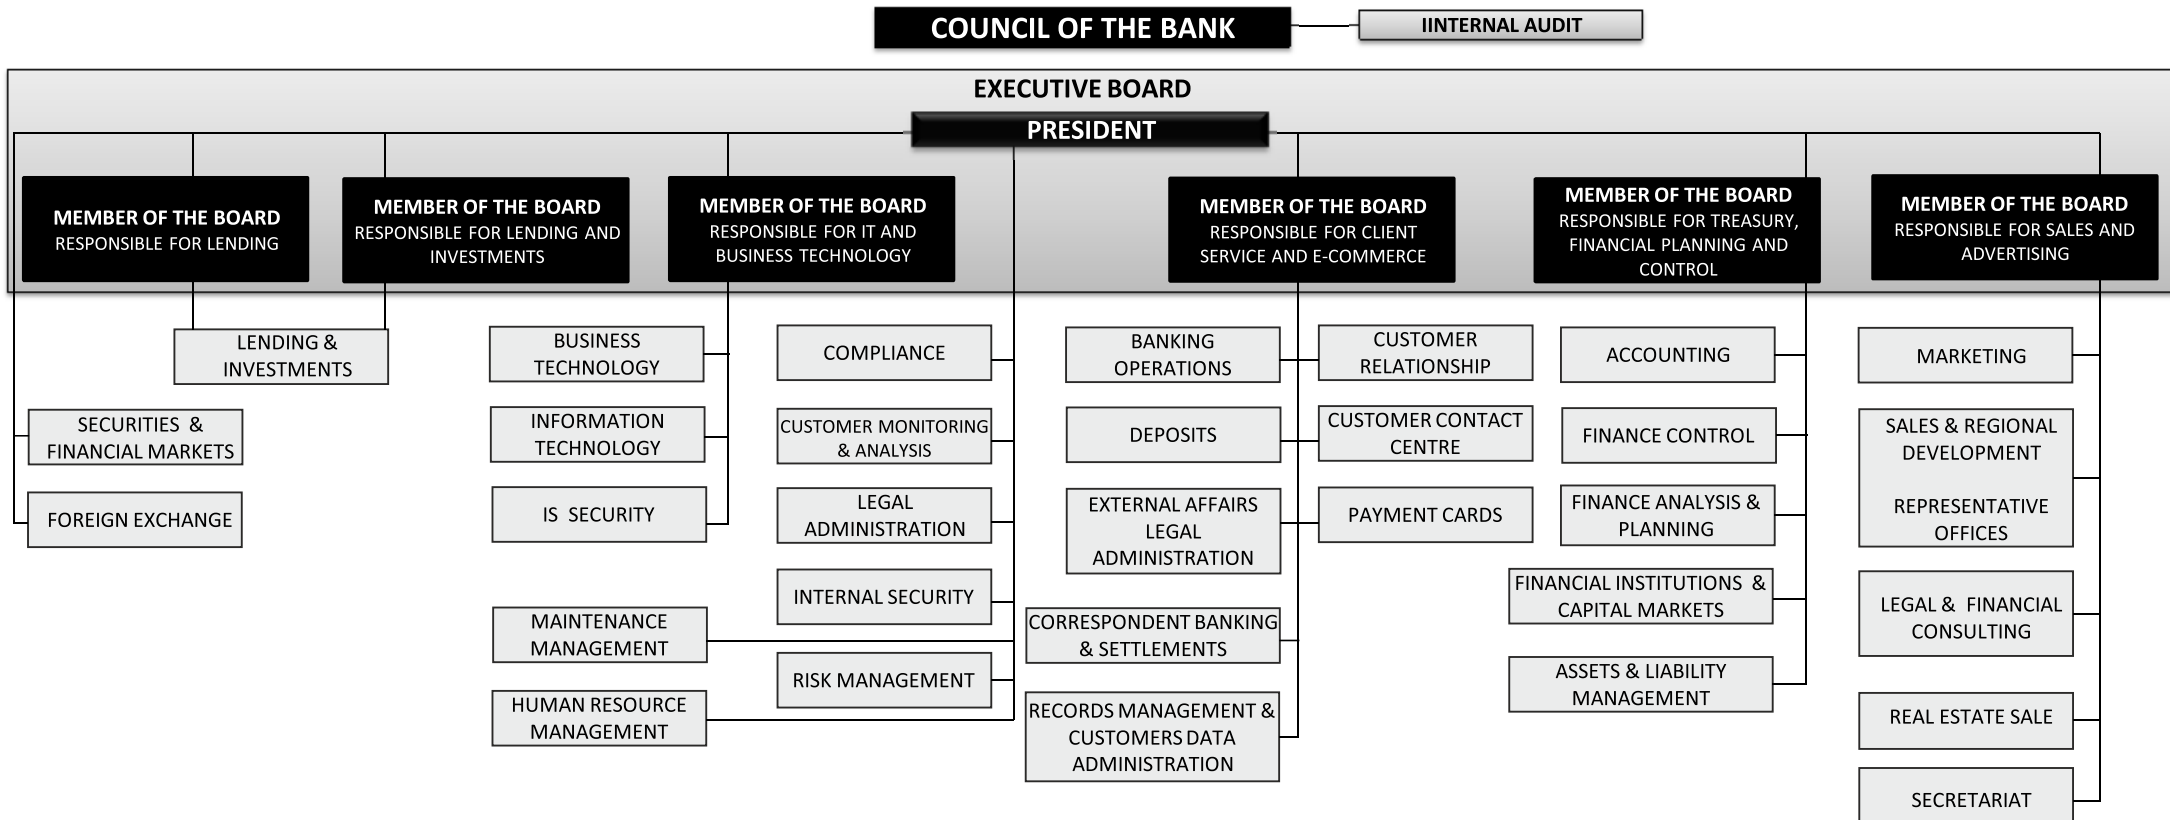 COUNCIL OF THE BANK
IINTERNAL AUDIT
EXECUTIVE BOARD
PRESIDENT
MEMBER OF THE BOARD
RESPONSIBLE FOR LENDING
MEMBER OF THE BOARD
RESPONSIBLE FOR LENDING AND
INVESTMENTS
MEMBER OF THE BOARD
RESPONSIBLE FOR IT AND
BUSINESS TECHNOLOGY
MEMBER OF THE BOARD
RESPONSIBLE FOR CLIENT
SERVICE AND E-COMMERCE
MEMBER OF THE BOARD
RESPONSIBLE FOR TREASURY,
FINANCIAL PLANNING AND
CONTROL
MEMBER OF THE BOARD
RESPONSIBLE FOR SALES AND
ADVERTISING
LENDING &
INVESTMENTS
SECURITIES &
FINANCIAL MARKETS
FOREIGN EXCHANGE
BUSINESS
TECHNOLOGY
INFORMATION
TECHNOLOGY
IS SECURITY
MAINTENANCE
MANAGEMENT
HUMAN RESOURCE
MANAGEMENT
COMPLIANCE
CUSTOMER MONITORING
& ANALYSIS
LEGAL
ADMINISTRATION
INTERNAL SECURITY
RISK MANAGEMENT
BANKING
OPERATIONS
DEPOSITS
EXTERNAL AFFAIRS
LEGAL
ADMINISTRATION
CORRESPONDENT BANKING
& SETTLEMENTS
RECORDS MANAGEMENT &
CUSTOMERS DATA
ADMINISTRATION
CUSTOMER
RELATIONSHIP
CUSTOMER CONTACT
CENTRE
PAYMENT CARDS
ACCOUNTING
FINANCE CONTROL
FINANCE ANALYSIS &
PLANNING
FINANCIAL INSTITUTIONS &
CAPITAL MARKETS
ASSETS & LIABILITY
MANAGEMENT
MARKETING
SALES & REGIONAL
DEVELOPMENT
REPRESENTATIVE
OFFICES
LEGAL & FINANCIAL
CONSULTING
REAL ESTATE SALE
SECRETARIAT